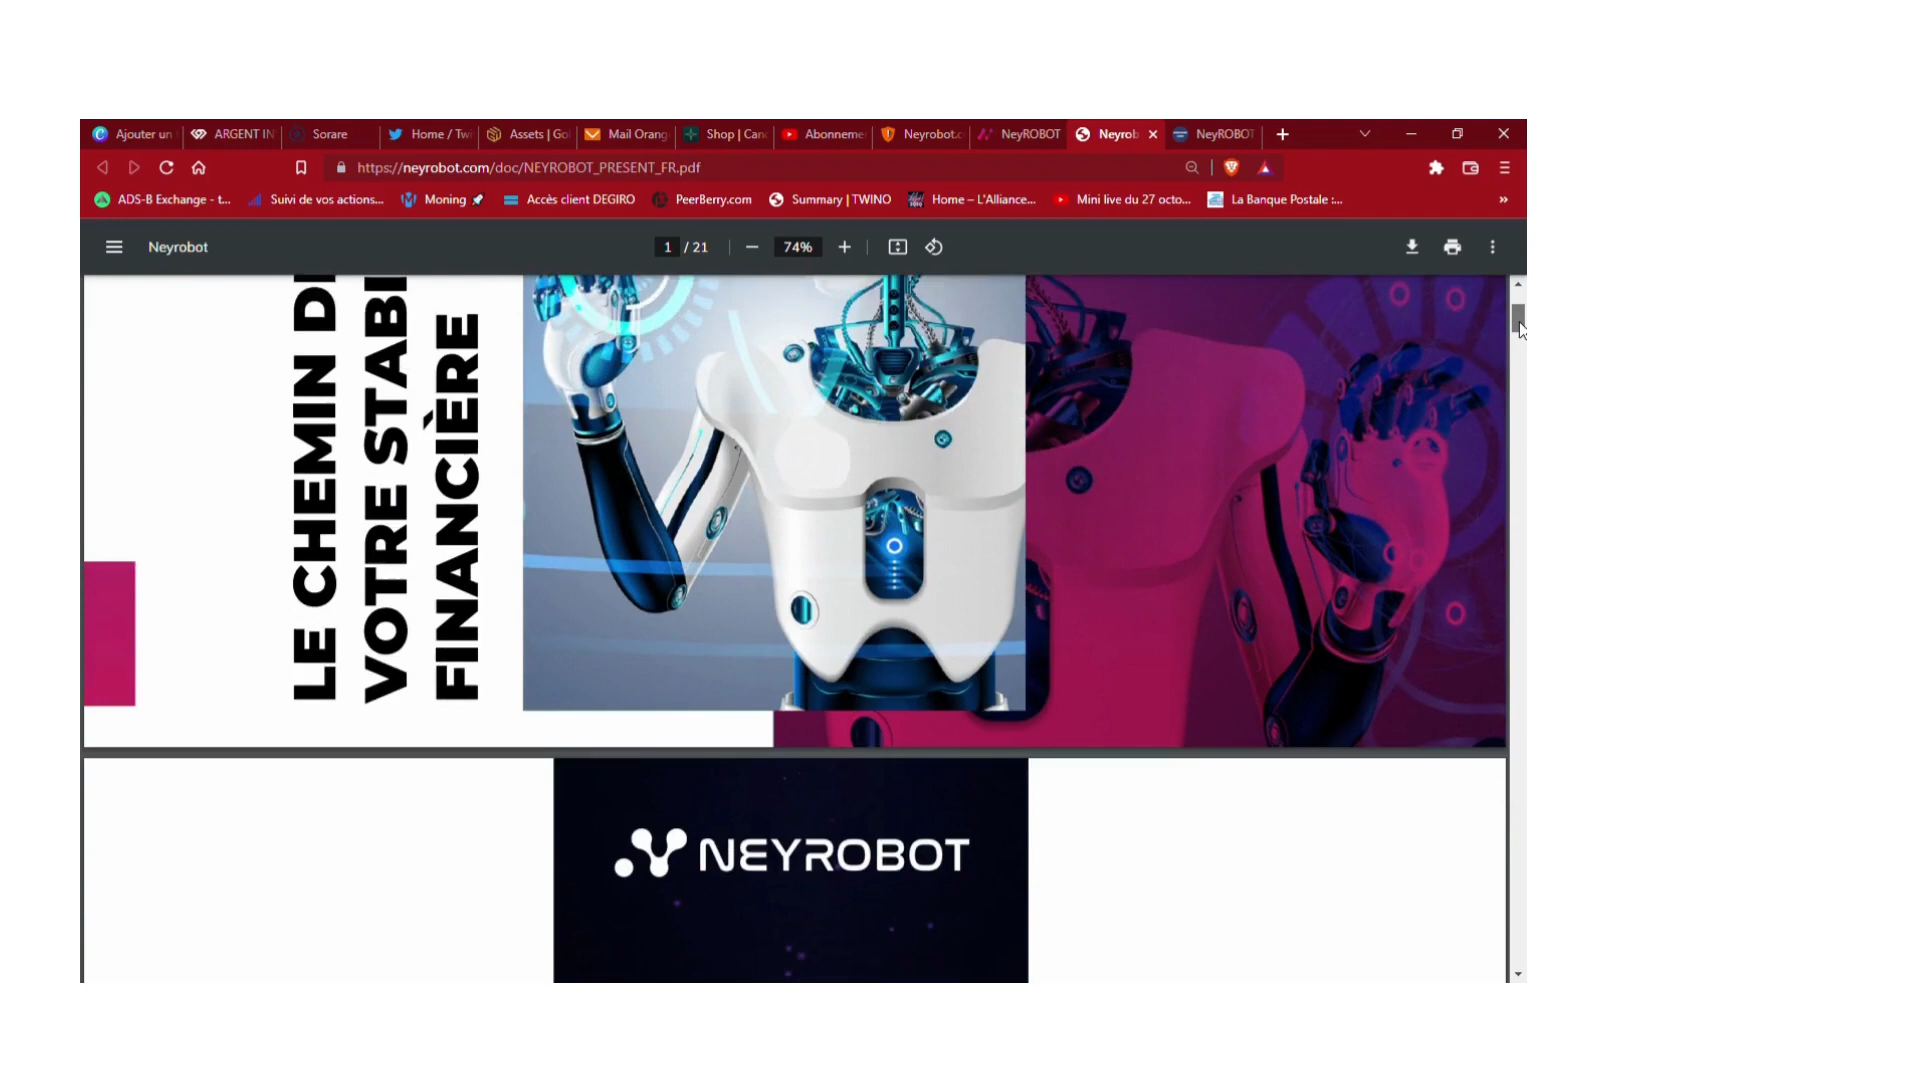 Ajouter un
ARGENT IN
Sorare
Home / Tw
Assets | Go
Mail Orang
Shop | Can
Abonneme
Neyrobot.c
NeyROBOT
Neyrob
NeyROBOT
https://neyrobot.com/doc/NEYROBOT_PRESENT_FR.pdf
ADS-B Exchange - t...
Suivi de vos actions...
Moning
Accès client DEGIRO
PeerBerry.com
Summary | TWINO
Home – L'Alliance...
Mini live du 27 octo...
La Banque Postale :...
»
Neyrobot
1 / 21
74%
LE CHEMIN DE
VOTRE STABI
FINANCIÈRE
NEYROBOT